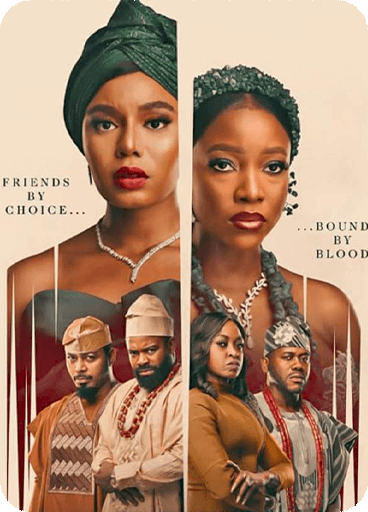 FRIENDS
BY
CHOICE...
...BOUND
BY
BLOOD